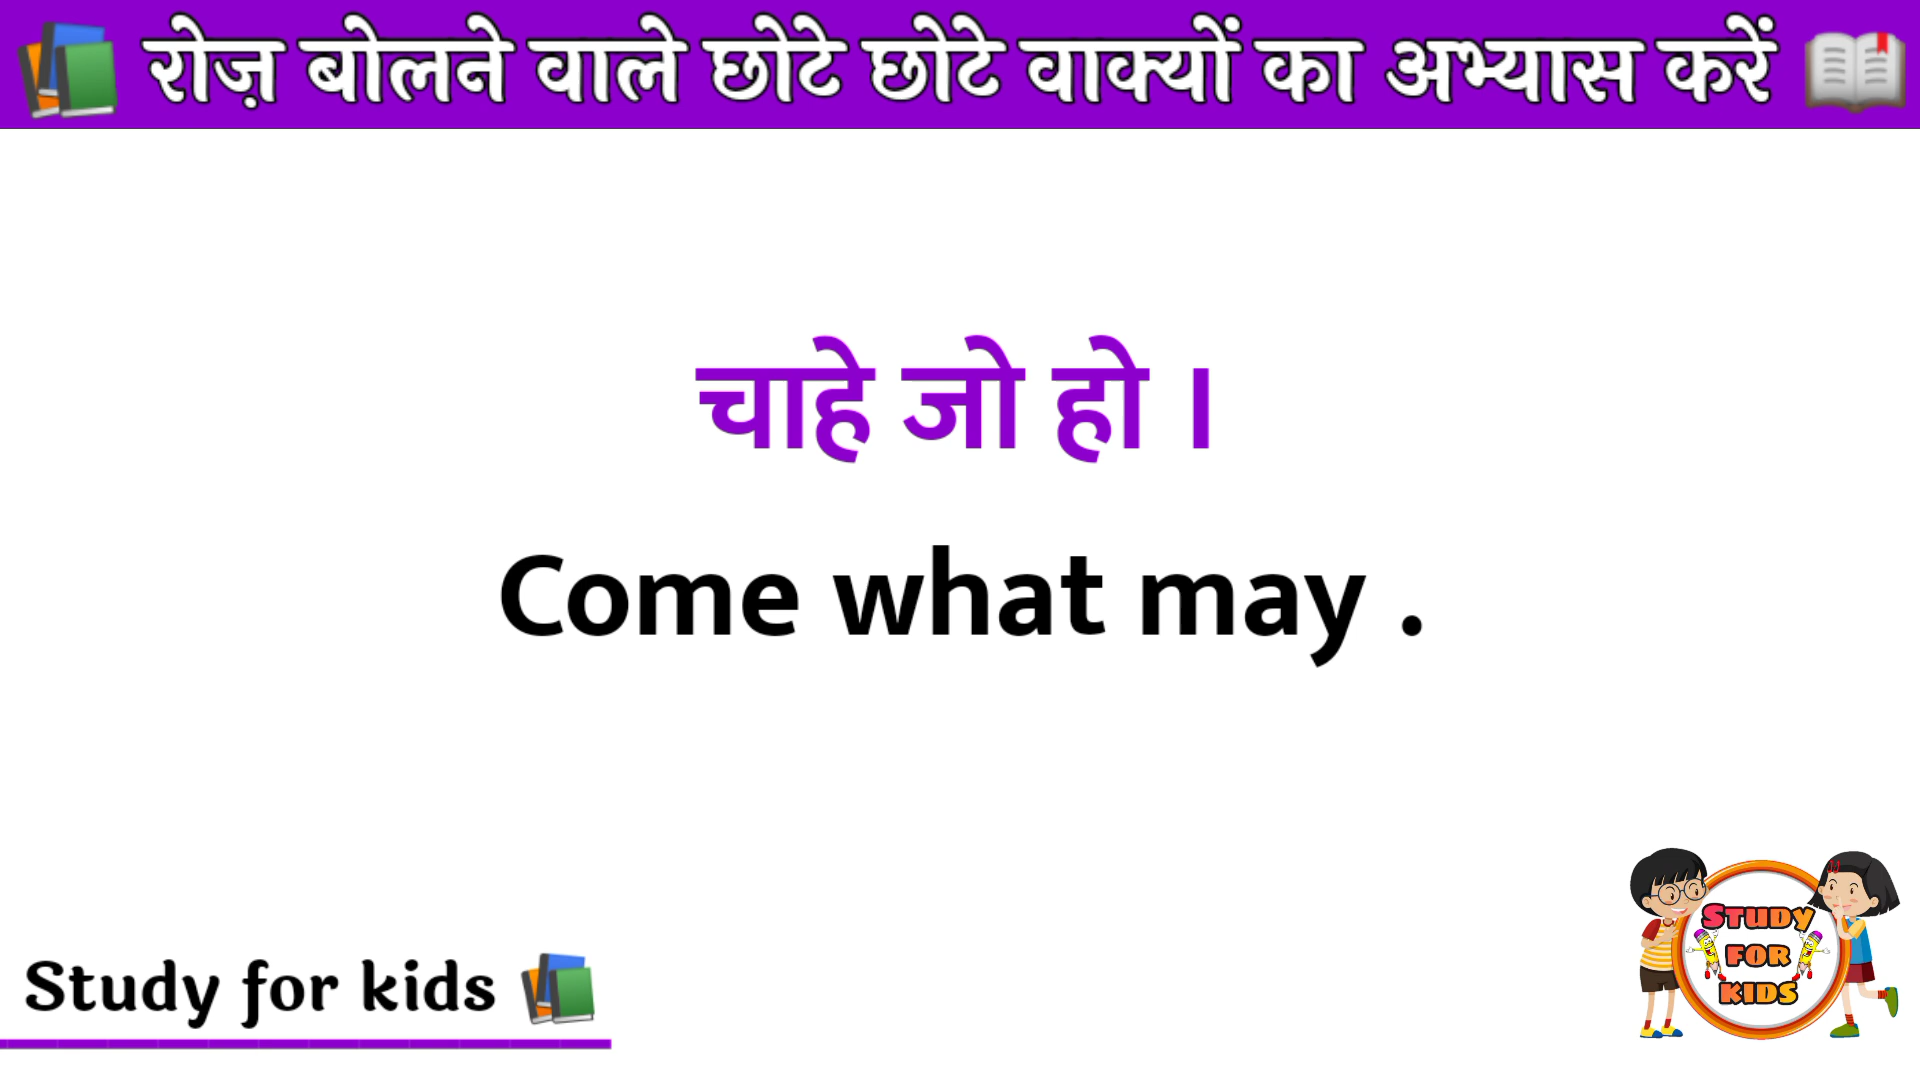 रोज़ बोलने वाले छोटे छोटे वाक्यों का अभ्यास करें
चाहे जो हो ।
Come what may .
Study for kids
STUDY
FOR
KIDS